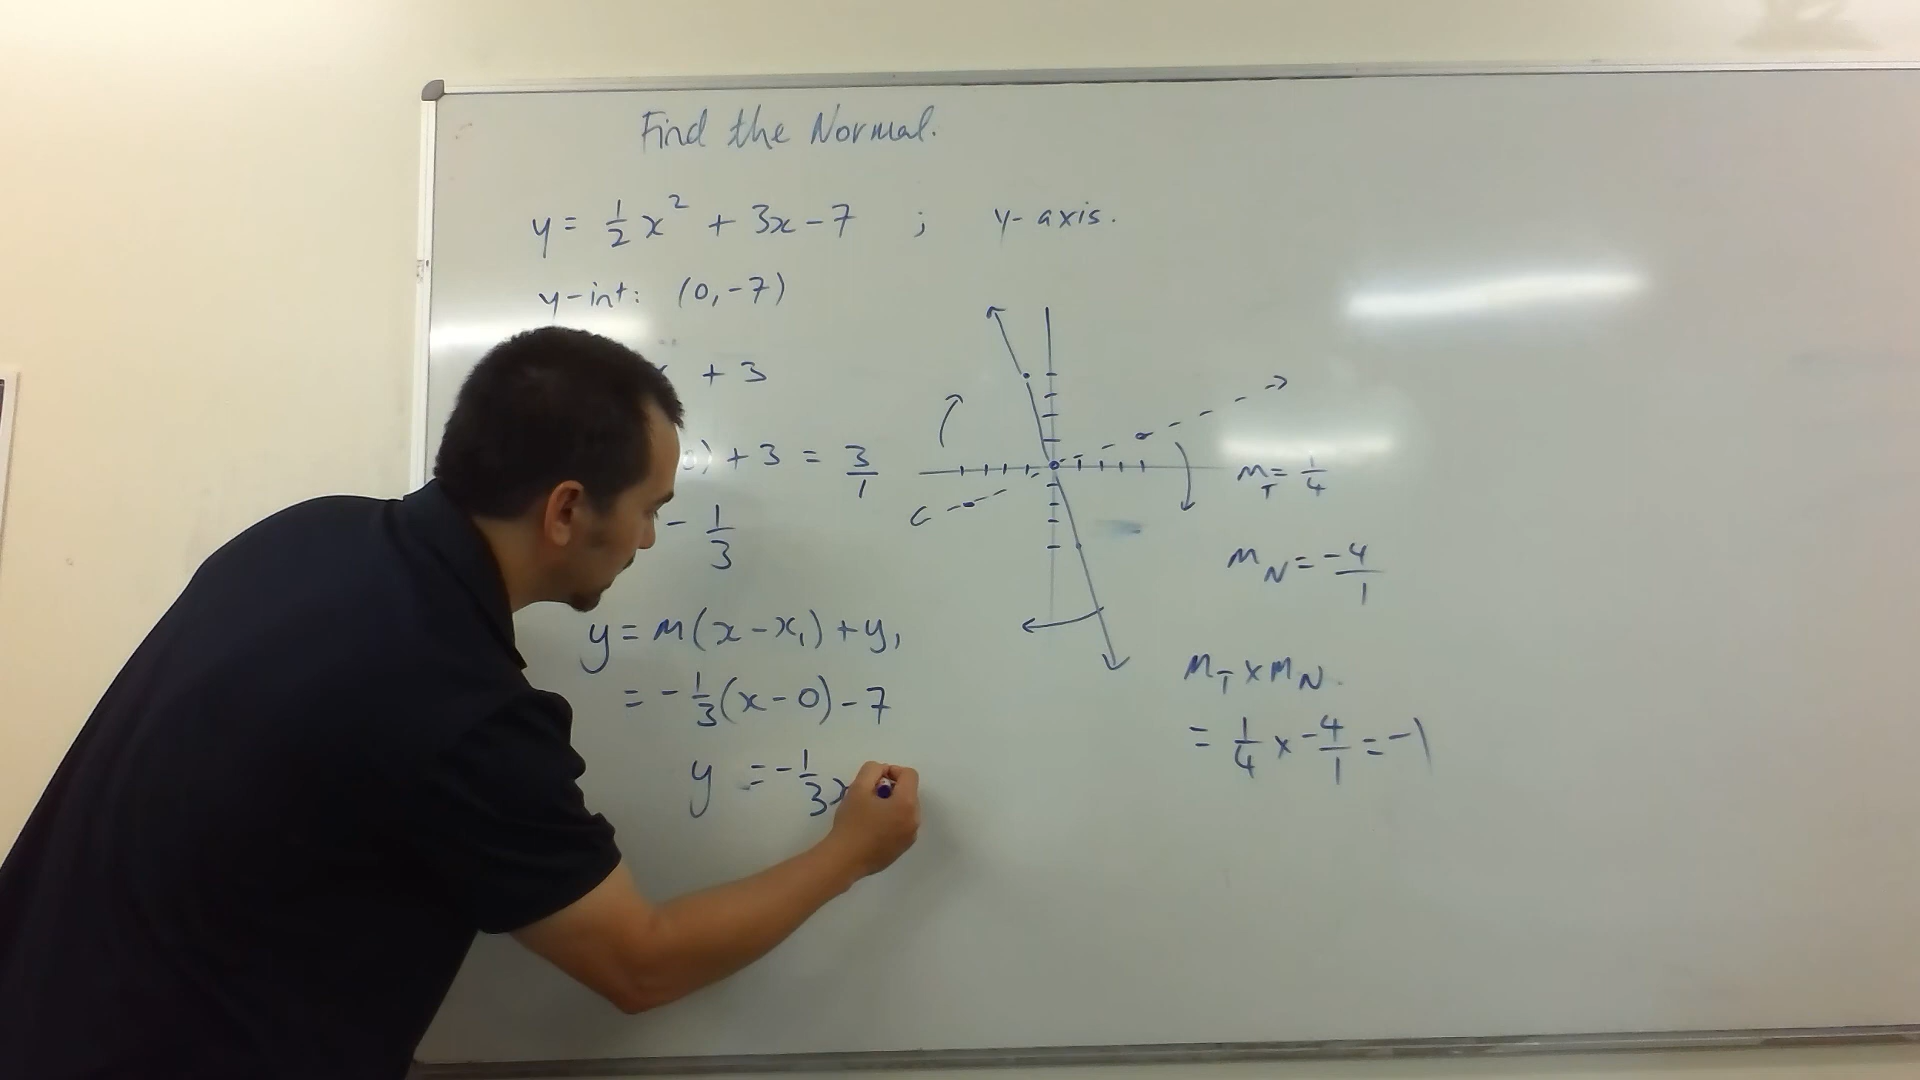 Find the Normal.
y = 1/2 x² + 3x - 7 ; y-axis.
y-int: (0, -7)
+ 3
) + 3 = 3/1
- 1/3
y = m(x - x₁) + y₁
= - 1/3 (x - 0) - 7
y = - 1/3 x
m_T = 1/4
m_N = -4/1
m_T × m_N.
= 1/4 × -4/1 = -1